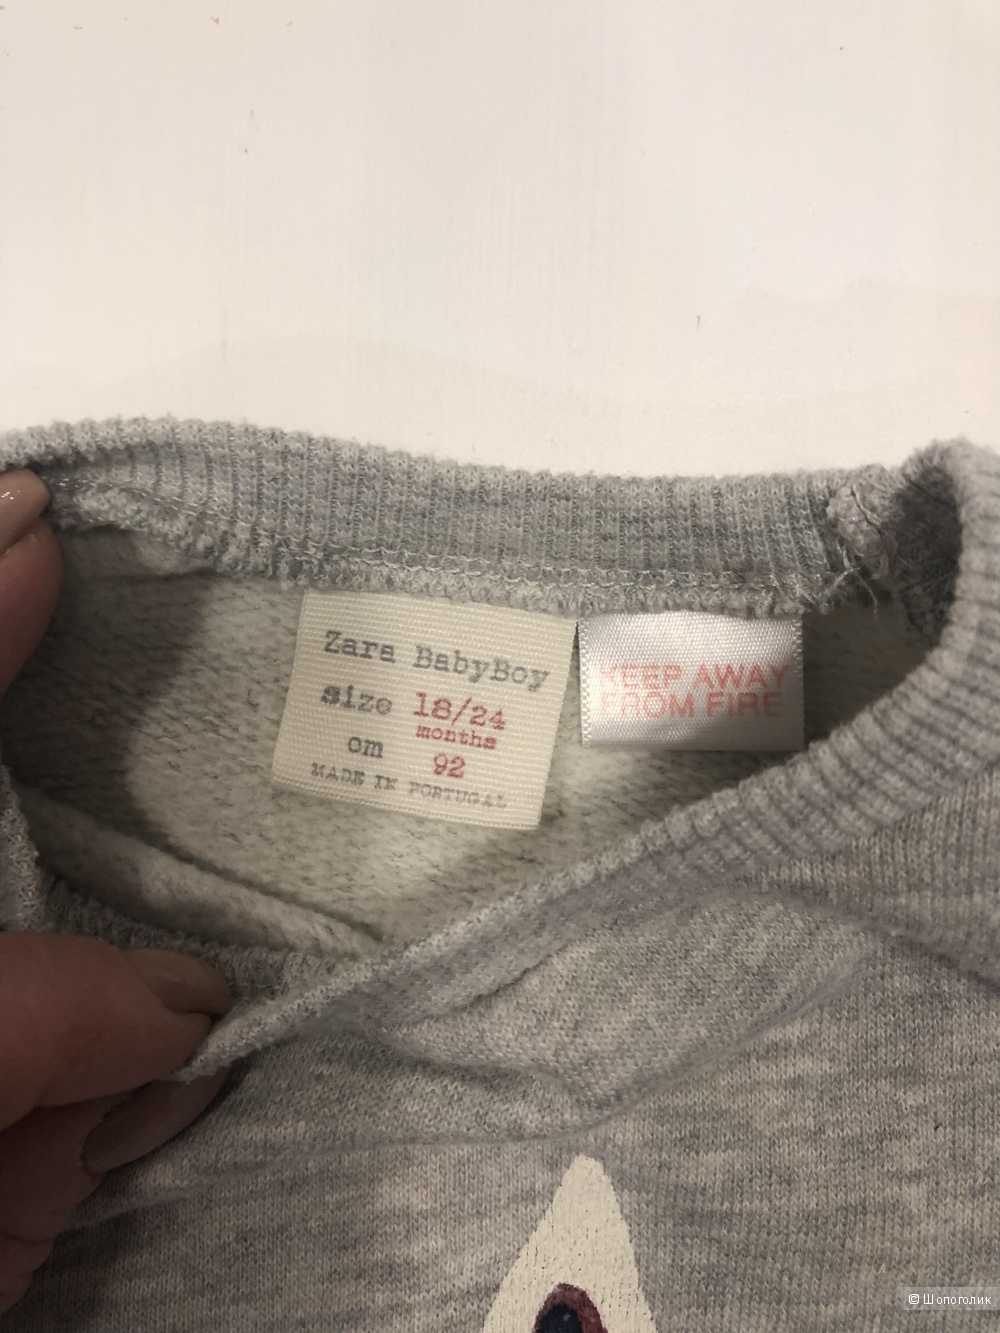 Zara BabyBoy
size 18/24
months
cm 92
MADE IN PORTUGAL
KEEP AWAY
FROM FIRE
© Шопоголик